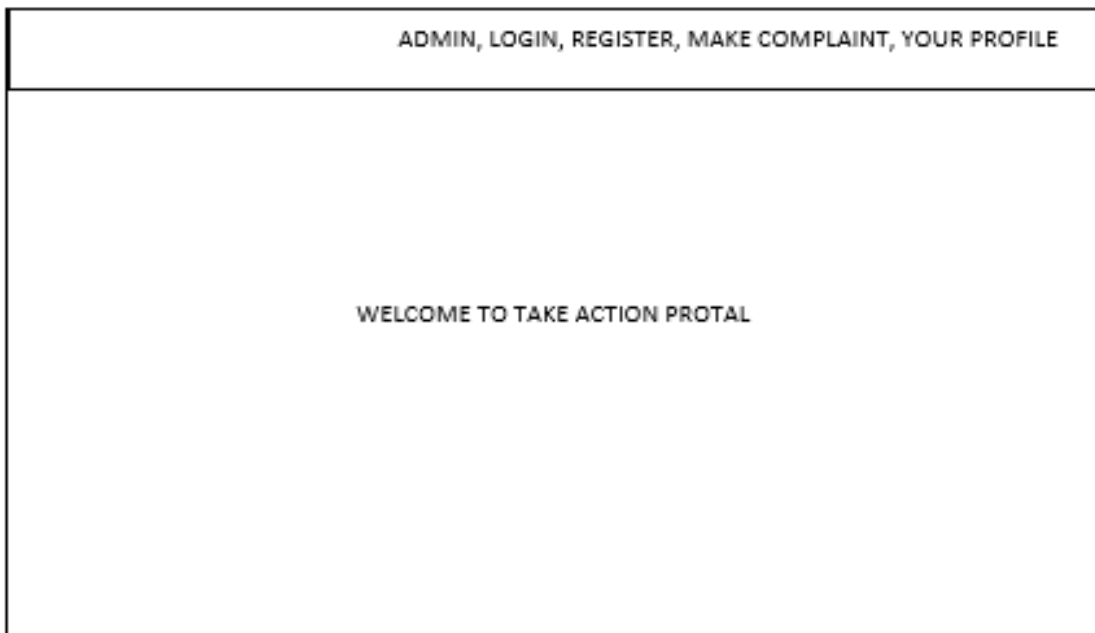 ADMIN, LOGIN, REGISTER, MAKE COMPLAINT, YOUR PROFILE
WELCOME TO TAKE ACTION PROTAL